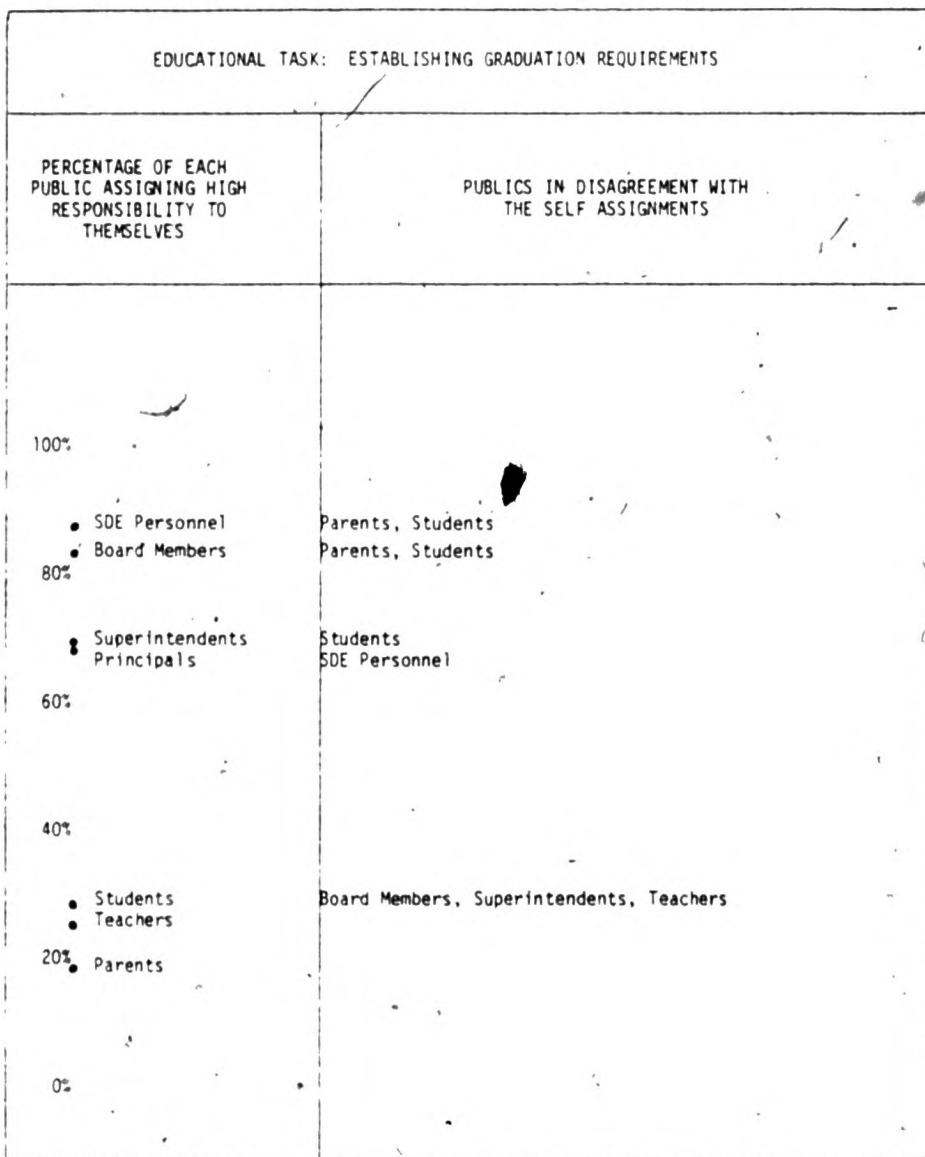 EDUCATIONAL TASK: ESTABLISHING GRADUATION REQUIREMENTS
PERCENTAGE OF EACH
PUBLIC ASSIGNING HIGH
RESPONSIBILITY TO
THEMSELVES
PUBLICS IN DISAGREEMENT WITH
THE SELF ASSIGNMENTS
100%
SDE Personnel Parents, Students
Board Members Parents, Students
80%
Superintendents Students
Principals SDE Personnel
60%
40%
Students Board Members, Superintendents, Teachers
Teachers
20%
Parents
0%